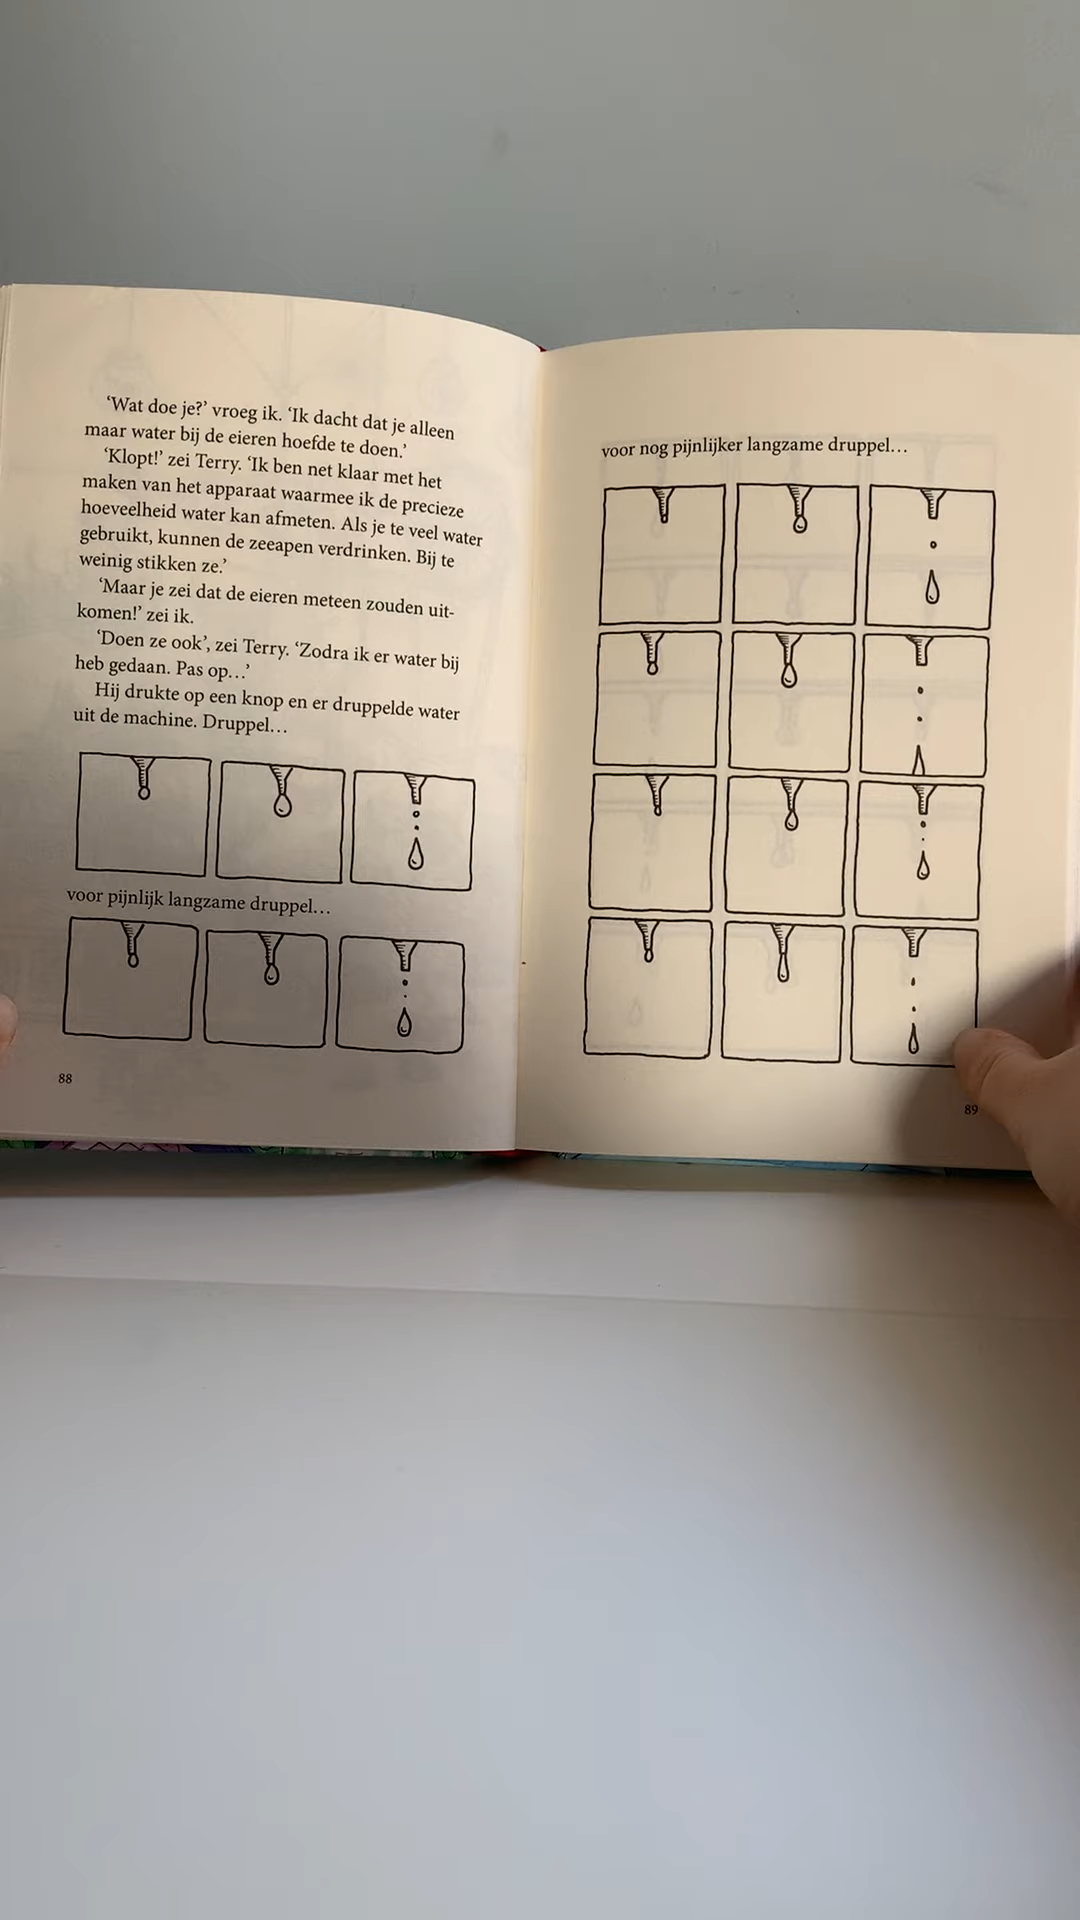 ‘Wat doe je?’ vroeg ik. ‘Ik dacht dat je alleen
maar water bij de eieren hoefde te doen.’
‘Klopt!’ zei Terry. ‘Ik ben net klaar met het
maken van het apparaat waarmee ik de precieze
hoeveelheid water kan afmeten. Als je te veel water
gebruikt, kunnen de zeeapen verdrinken. Bij te
weinig stikken ze.’
‘Maar je zei dat de eieren meteen zouden uit-
komen!’ zei ik.
‘Doen ze ook’, zei Terry. ‘Zodra ik er water bij
heb gedaan. Pas op…’
Hij drukte op een knop en er druppelde water
uit de machine. Druppel…
voor pijnlijk langzame druppel…
88
voor nog pijnlijker langzame druppel…
89